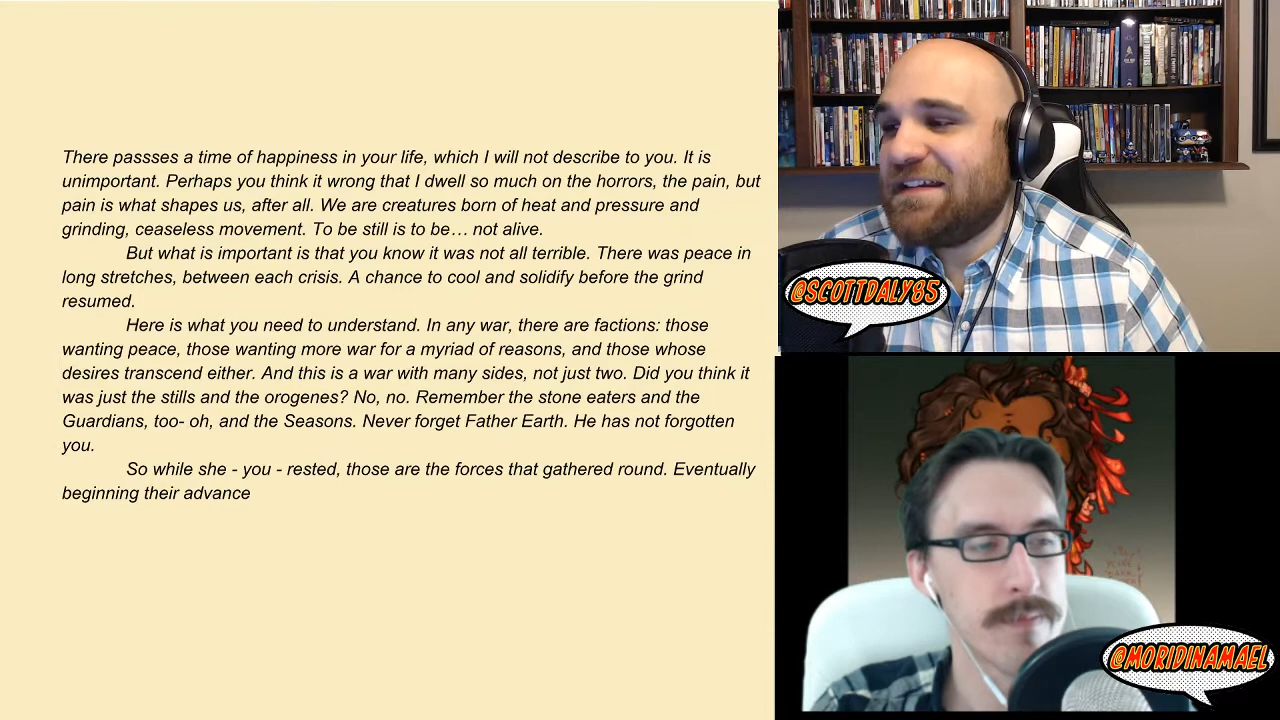 There passses a time of happiness in your life, which I will not describe to you. It is
unimportant. Perhaps you think it wrong that I dwell so much on the horrors, the pain, but
pain is what shapes us, after all. We are creatures born of heat and pressure and
grinding, ceaseless movement. To be still is to be… not alive.
But what is important is that you know it was not all terrible. There was peace in
long stretches, between each crisis. A chance to cool and solidify before the grind
resumed.
Here is what you need to understand. In any war, there are factions: those
wanting peace, those wanting more war for a myriad of reasons, and those whose
desires transcend either. And this is a war with many sides, not just two. Did you think it
was just the stills and the orogenes? No, no. Remember the stone eaters and the
Guardians, too- oh, and the Seasons. Never forget Father Earth. He has not forgotten
you.
So while she - you - rested, those are the forces that gathered round. Eventually
beginning their advance
@SCOTTDALY85
@MORIDINAMAEL